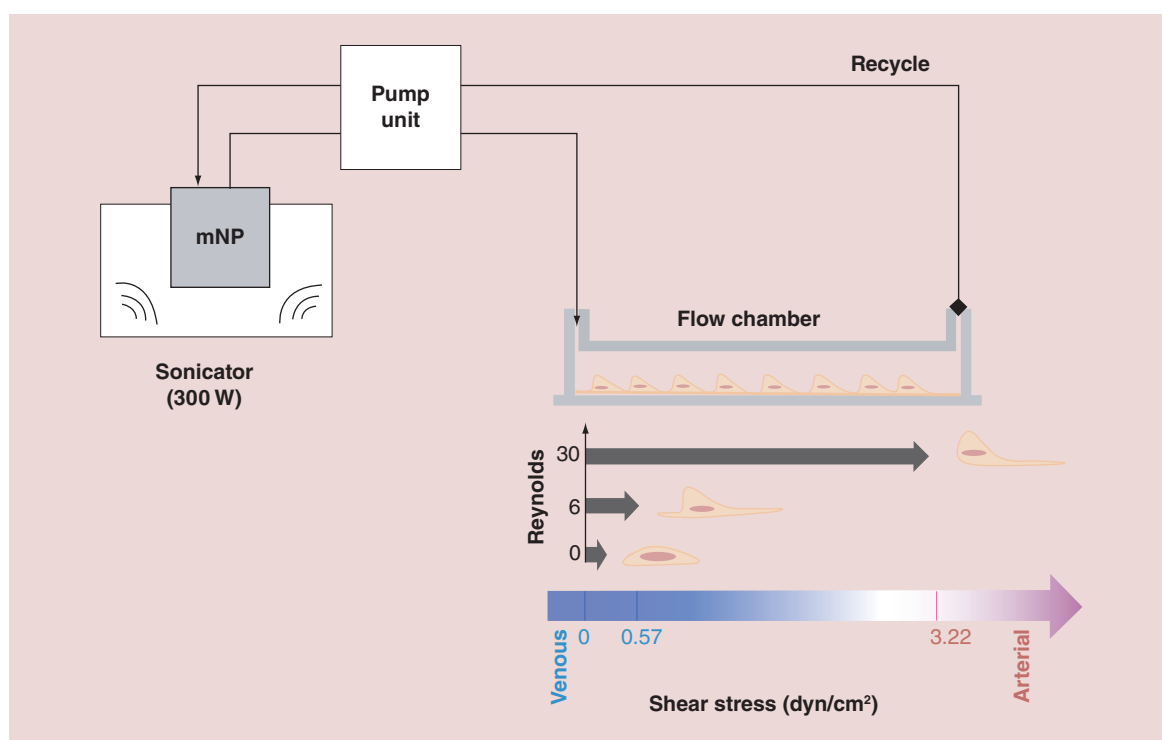 Recycle
Pump
unit
mNP
Flow chamber
Sonicator
(300 W)
Reynolds
30
6
0
Venous
0
0.57
3.22
Arterial
Shear stress (dyn/cm²)